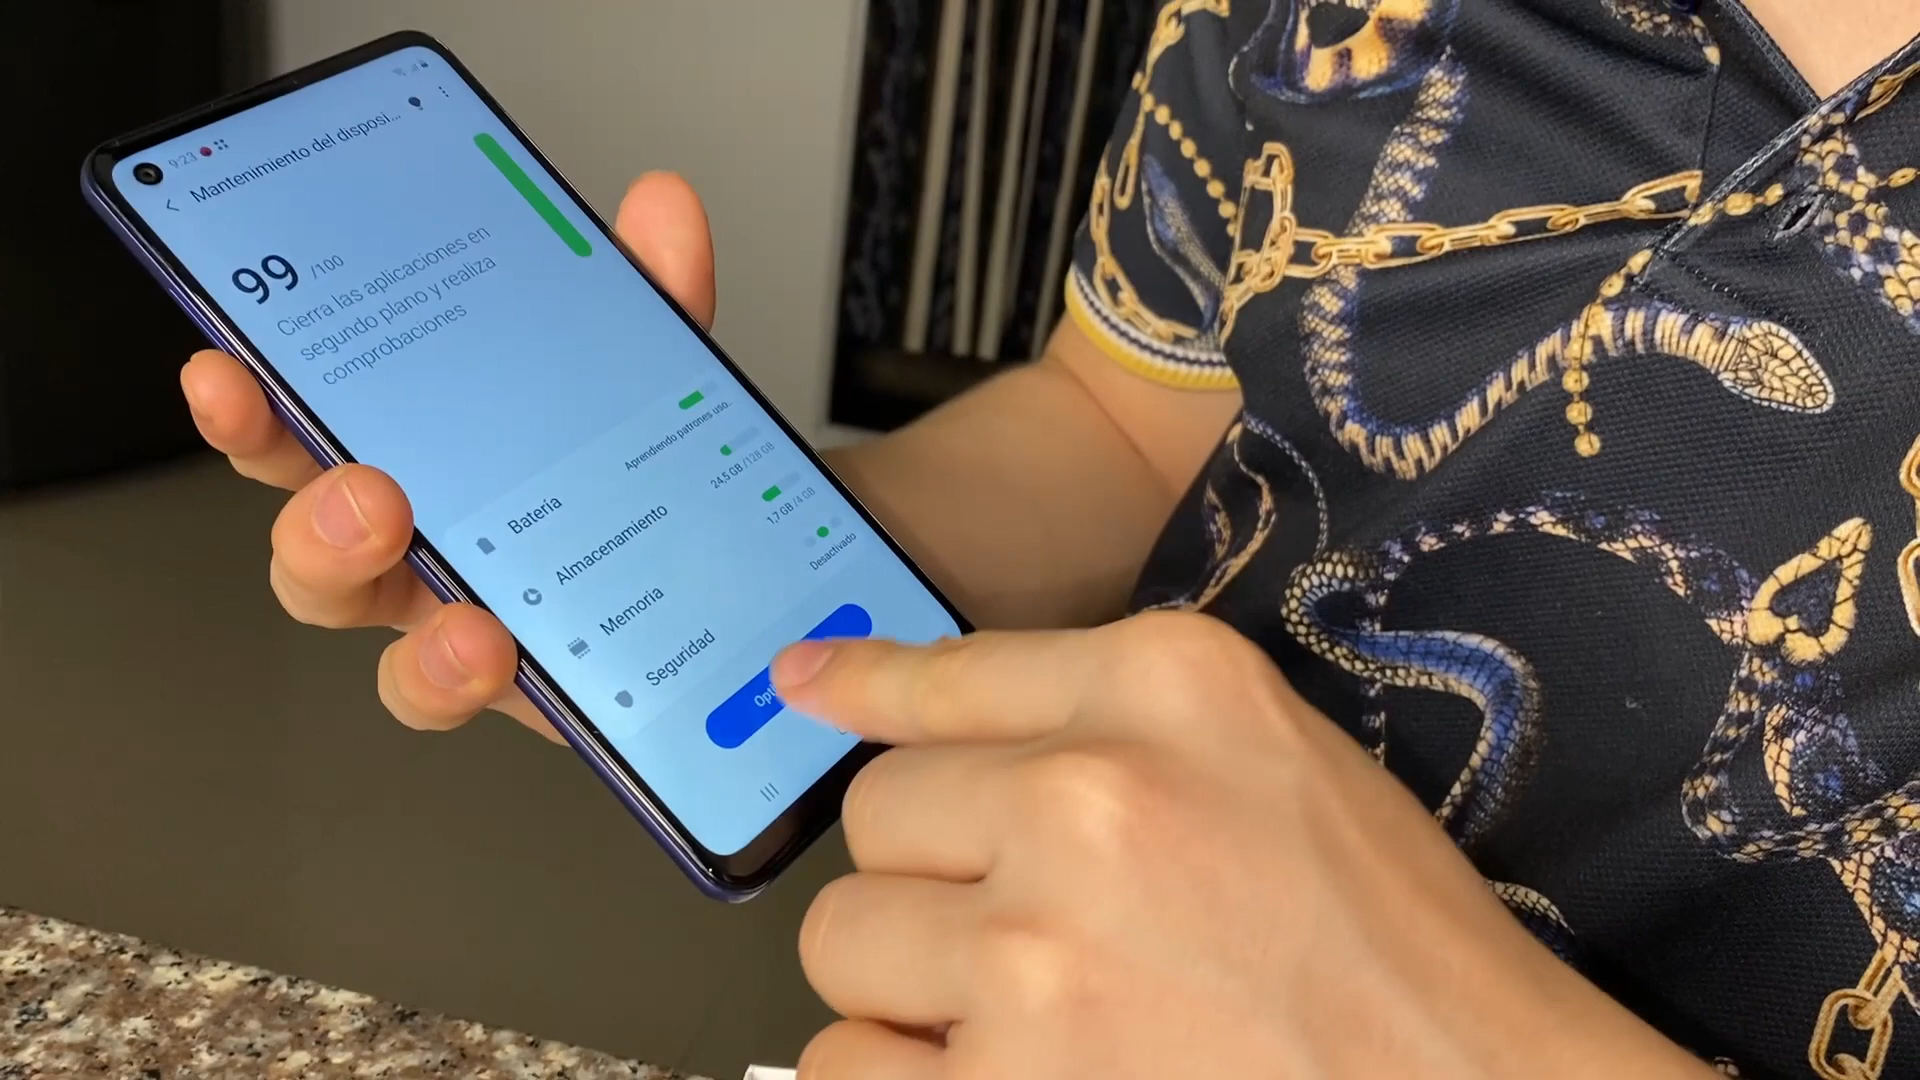 9:23
Mantenimiento del disposi...
99 /100
Cierra las aplicaciones en
segundo plano y realiza
comprobaciones
Batería
Aprendiendo patrones uso...
Almacenamiento
24,5 GB /128 GB
Memoria
1,7 GB /4 GB
Seguridad
Desactivado